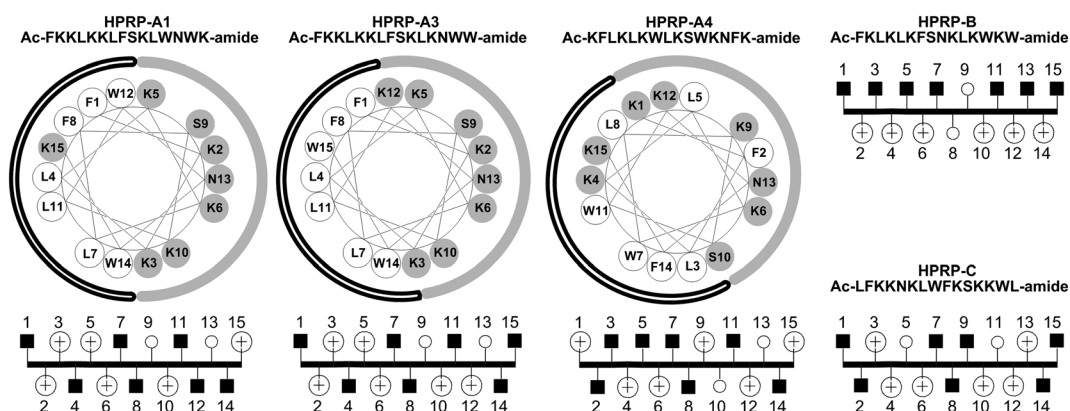 HPRP-A1
Ac-FKKLKKLFSKLWNWK-amide
HPRP-A3
Ac-FKKLKKLFSKLKNWW-amide
HPRP-A4
Ac-KFLKLKWLKSWKNFK-amide
HPRP-B
Ac-FKLKLKFSNKLKWKW-amide
W12 K5
F1
F8 S9
K15 K2
L4 N13
L11 K6
L7 K10
W14 K3
K12 K5
F1
F8 S9
W15 K2
L4 N13
L11 K6
L7 K10
W14 K3
K12 L5
K1
L8 K9
K15 F2
K4 N13
W11 K6
W7 S10
F14 L3
1 3 5 7 9 11 13 15
2 4 6 8 10 12 14
HPRP-C
Ac-LFKKNKLWFKSKKWL-amide
1 3 5 7 9 11 13 15
2 4 6 8 10 12 14
1 3 5 7 9 11 13 15
2 4 6 8 10 12 14
1 3 5 7 9 11 13 15
2 4 6 8 10 12 14
1 3 5 7 9 11 13 15
2 4 6 8 10 12 14